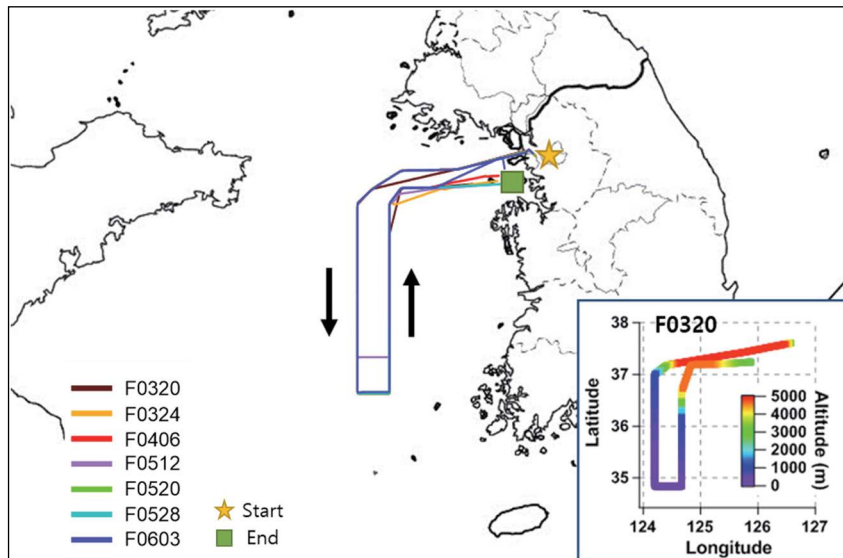 F0320
F0324
F0406
F0512
F0520
F0528
F0603
Start
End
F0320
38
37
36
35
Latitude
124
125
126
127
Longitude
5000
4000
3000
2000
1000
0
Altitude (m)